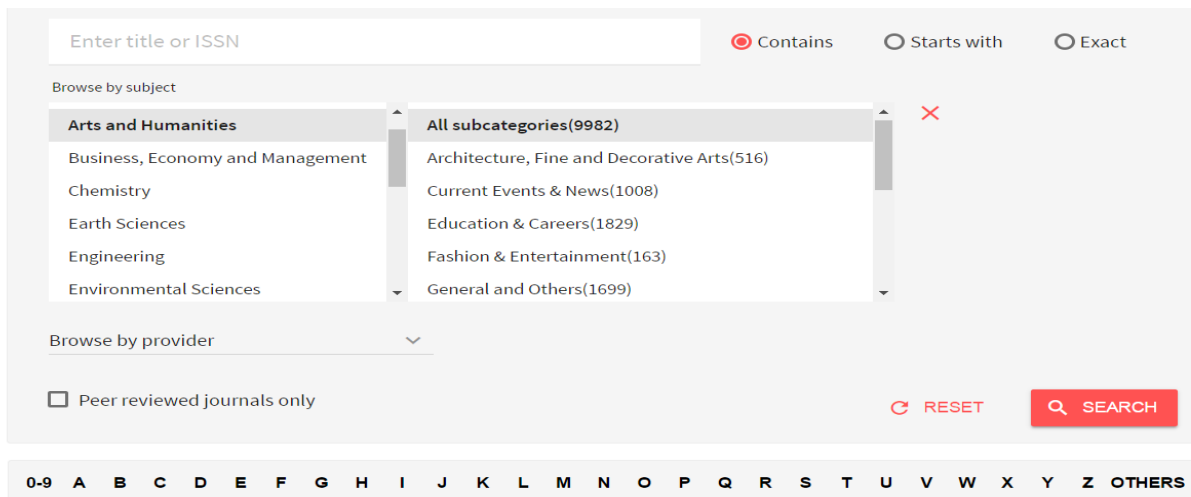 Enter title or ISSN
Contains
Starts with
Exact
Browse by subject
Arts and Humanities
Business, Economy and Management
Chemistry
Earth Sciences
Engineering
Environmental Sciences
All subcategories(9982)
Architecture, Fine and Decorative Arts(516)
Current Events & News(1008)
Education & Careers(1829)
Fashion & Entertainment(163)
General and Others(1699)
Browse by provider
Peer reviewed journals only
RESET
SEARCH
0-9 A B C D E F G H I J K L M N O P Q R S T U V W X Y Z OTHERS